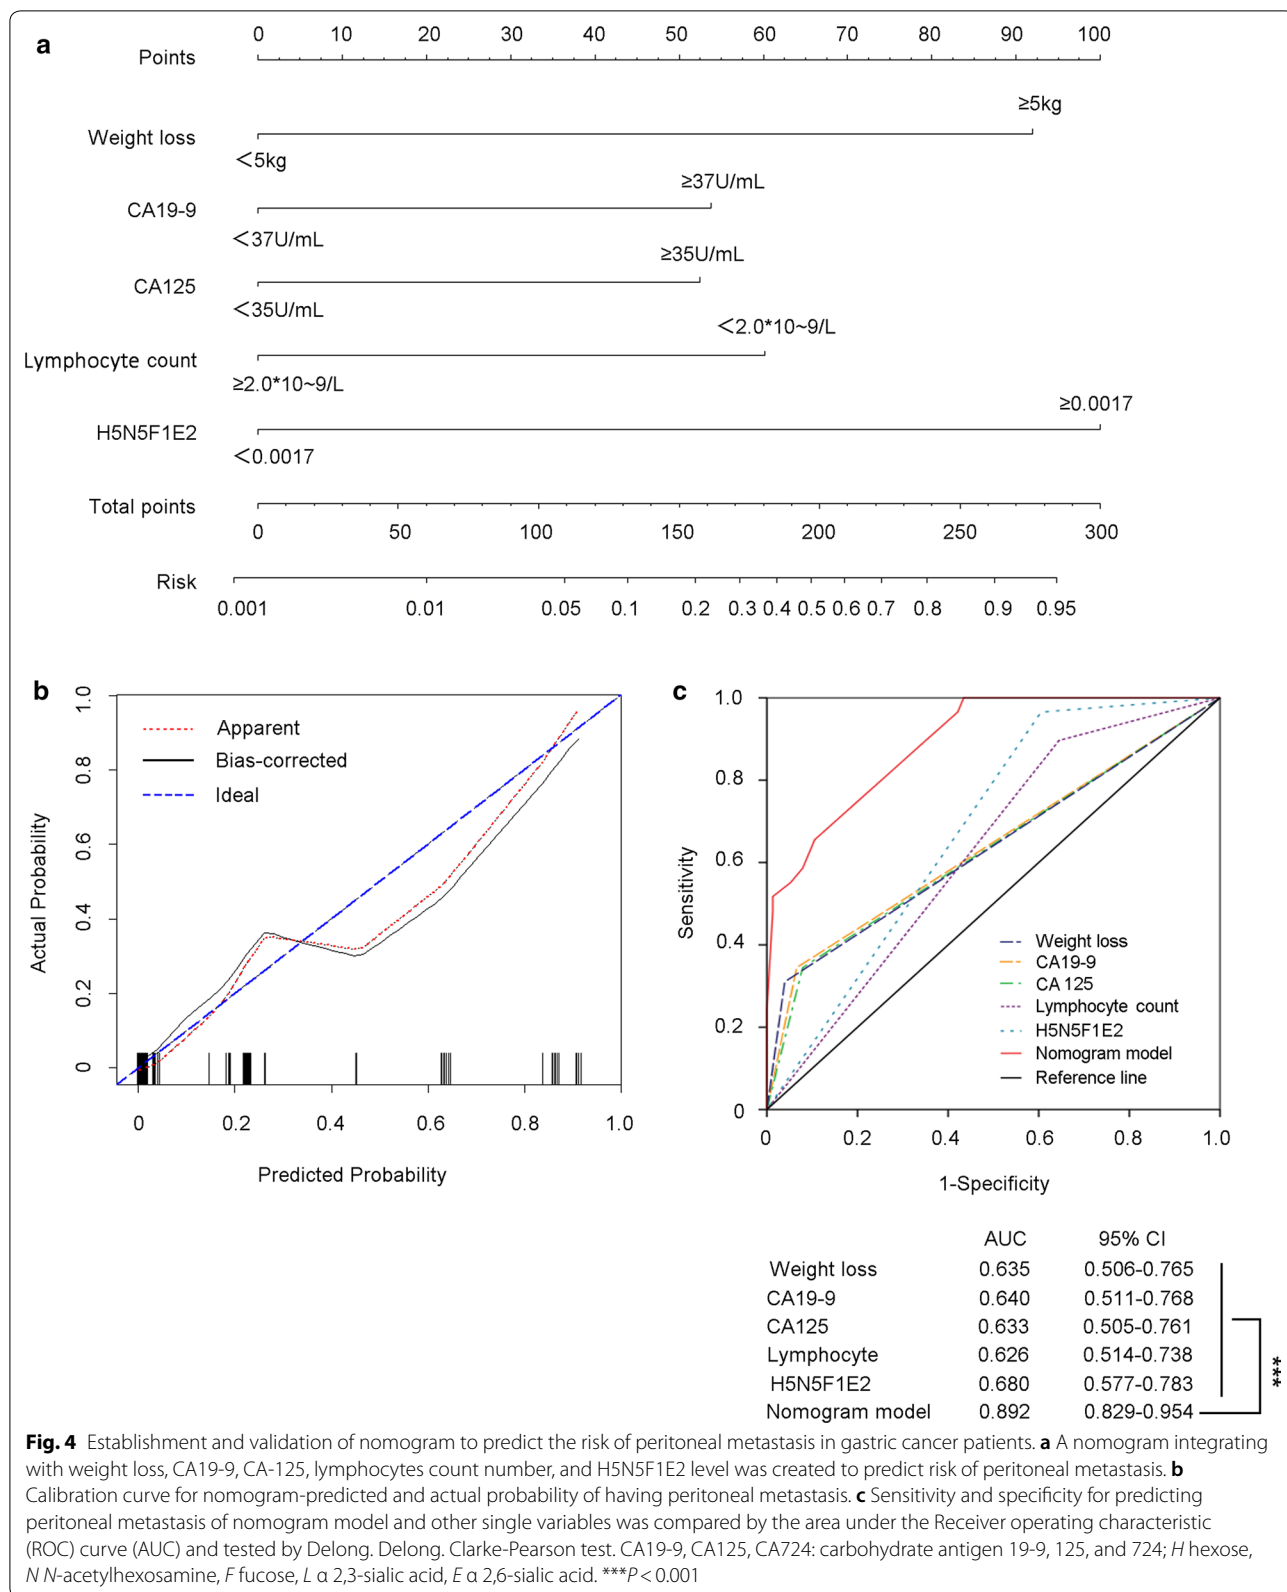 a
0 10 20 30 40 50 60 70 80 90 100
Points
≥5kg
Weight loss
<5kg
≥37U/mL
CA19-9
<37U/mL
≥35U/mL
CA125
<35U/mL
<2.0*10~9/L
Lymphocyte count
≥2.0*10~9/L
≥0.0017
H5N5F1E2
<0.0017
Total points
0 50 100 150 200 250 300
Risk
0.001 0.01 0.05 0.1 0.2 0.3 0.4 0.5 0.6 0.7 0.8 0.9 0.95
b
1.0
0.8
0.6
0.4
0.2
0
Actual Probability
Apparent
Bias-corrected
Ideal
0 0.2 0.4 0.6 0.8 1.0
Predicted Probability
c
1.0
0.8
0.6
0.4
0.2
0
Sensitivity
Weight loss
CA19-9
CA 125
Lymphocyte count
H5N5F1E2
Nomogram model
Reference line
0 0.2 0.4 0.6 0.8 1.0
1-Specificity
AUC 95% CI
Weight loss 0.635 0.506-0.765
CA19-9 0.640 0.511-0.768
CA125 0.633 0.505-0.761
Lymphocyte 0.626 0.514-0.738
H5N5F1E2 0.680 0.577-0.783
Nomogram model 0.892 0.829-0.954
***
Fig. 4 Establishment and validation of nomogram to predict the risk of peritoneal metastasis in gastric cancer patients. a A nomogram integrating
with weight loss, CA19-9, CA-125, lymphocytes count number, and H5N5F1E2 level was created to predict risk of peritoneal metastasis. b
Calibration curve for nomogram-predicted and actual probability of having peritoneal metastasis. c Sensitivity and specificity for predicting
peritoneal metastasis of nomogram model and other single variables was compared by the area under the Receiver operating characteristic
(ROC) curve (AUC) and tested by Delong. Delong. Clarke-Pearson test. CA19-9, CA125, CA724: carbohydrate antigen 19-9, 125, and 724; H hexose,
N N-acetylhexosamine, F fucose, L α 2,3-sialic acid, E α 2,6-sialic acid. ***P < 0.001